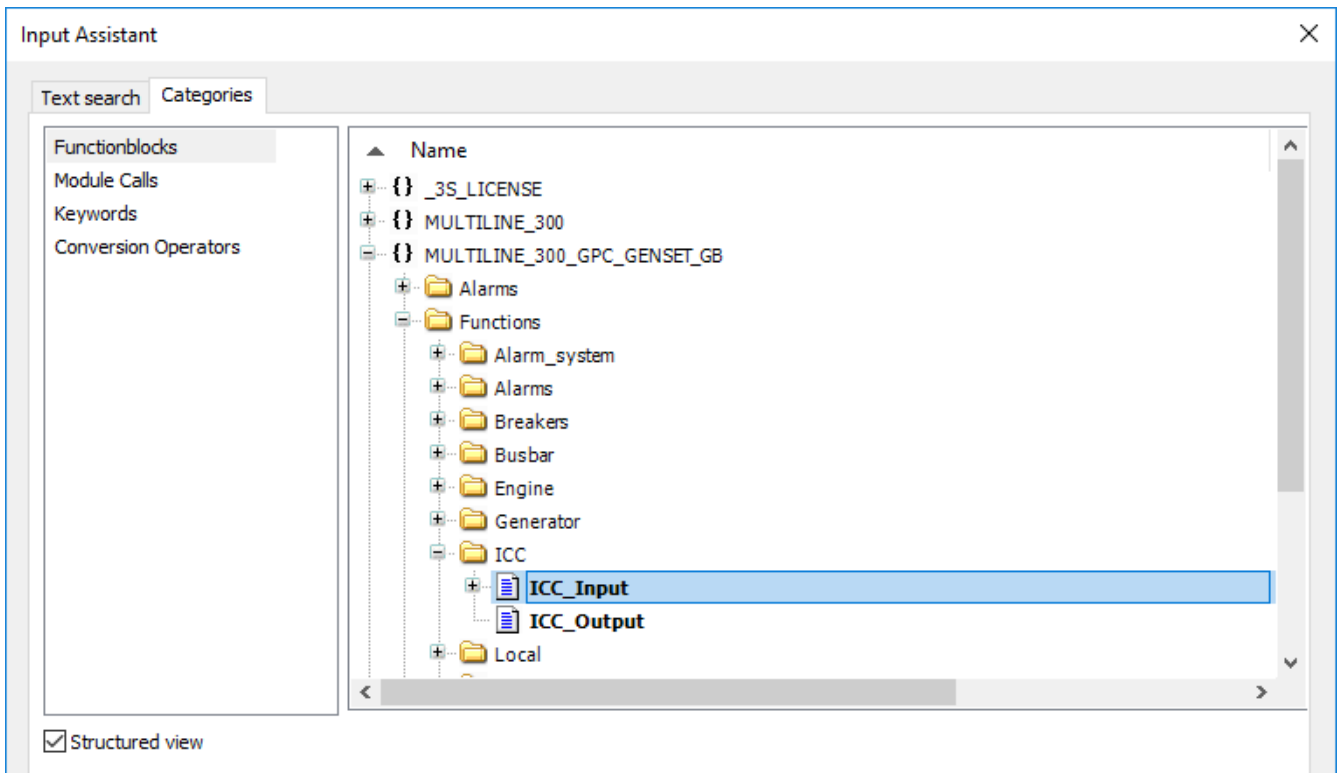 Input Assistant
Text search Categories
Functionblocks
Module Calls
Keywords
Conversion Operators
Name
{} _3S_LICENSE
{} MULTILINE_300
{} MULTILINE_300_GPC_GENSET_GB
Alarms
Functions
Alarm_system
Alarms
Breakers
Busbar
Engine
Generator
ICC
ICC_Input
ICC_Output
Local
Structured view